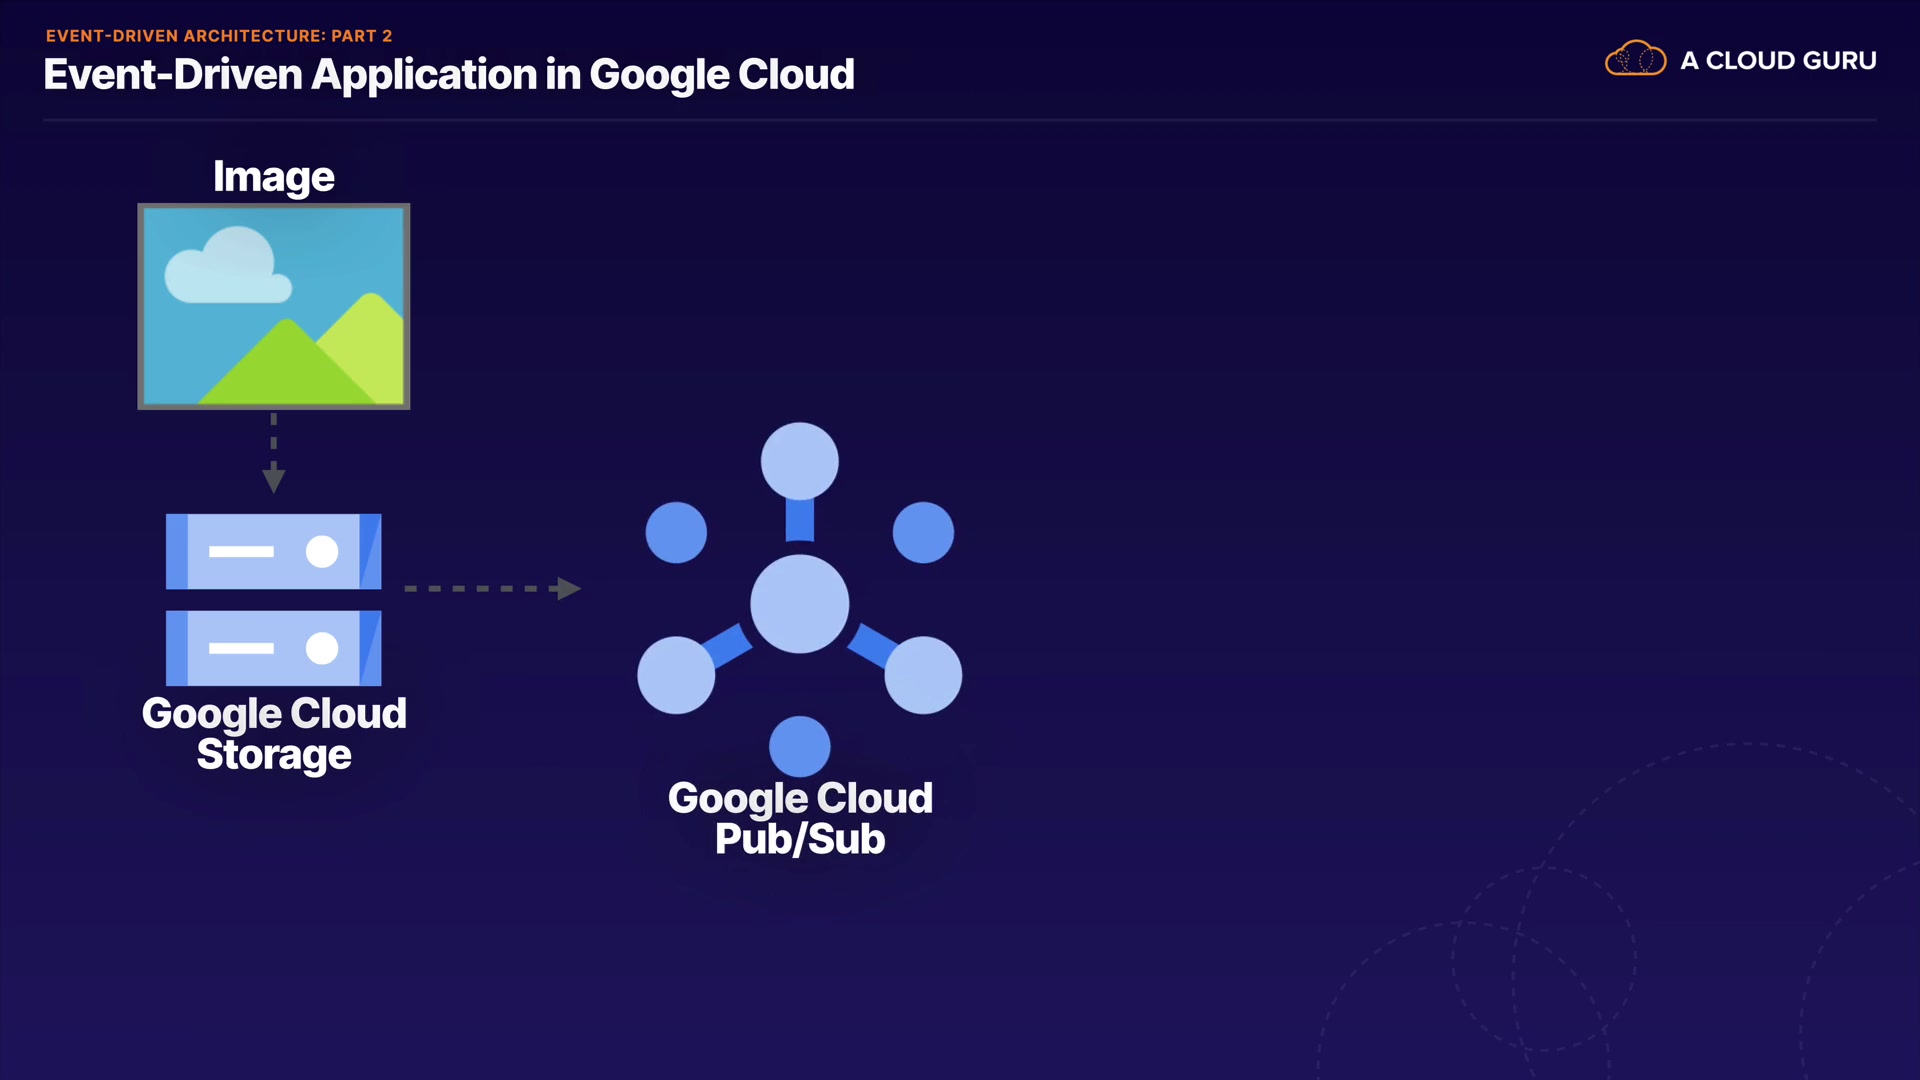 EVENT-DRIVEN ARCHITECTURE: PART 2
Event-Driven Application in Google Cloud
A CLOUD GURU
Image
Google Cloud
Storage
Google Cloud
Pub/Sub